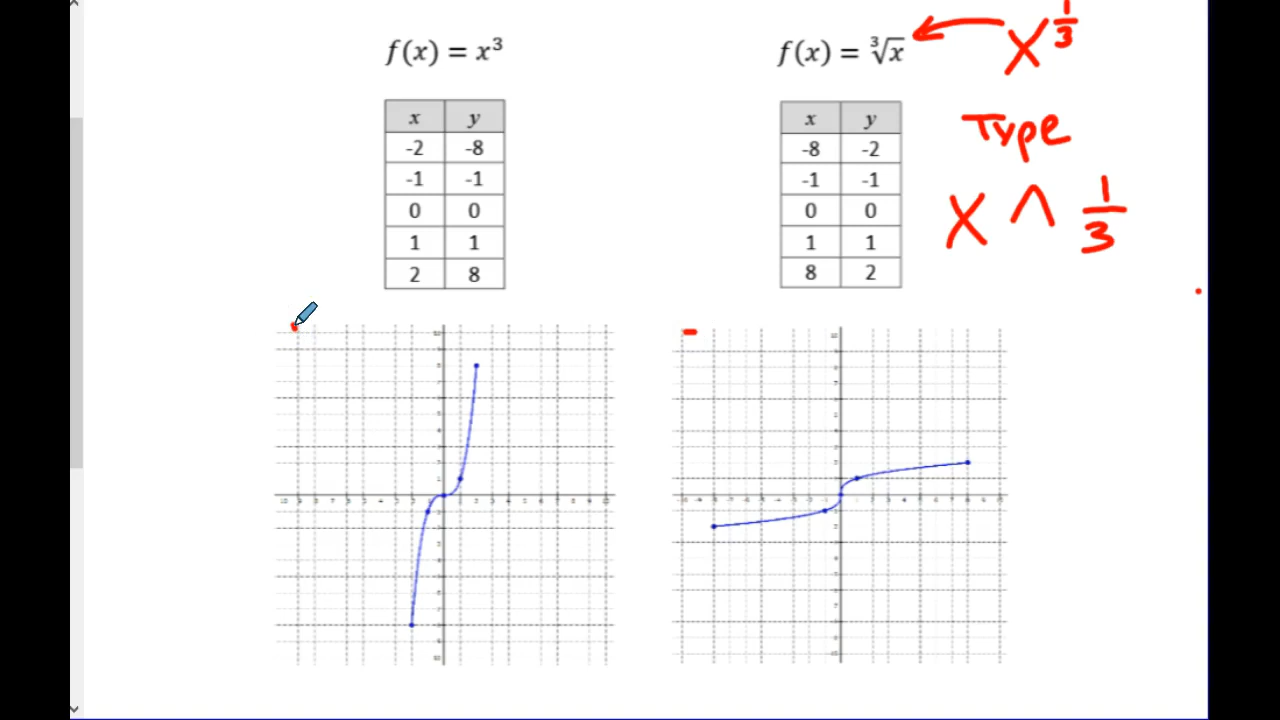 f(x) = x³
x y
-2 -8
-1 -1
0 0
1 1
2 8
f(x) = ∛x
x y
-8 -2
-1 -1
0 0
1 1
8 2
X^1/3
Type
X ^ 1/3